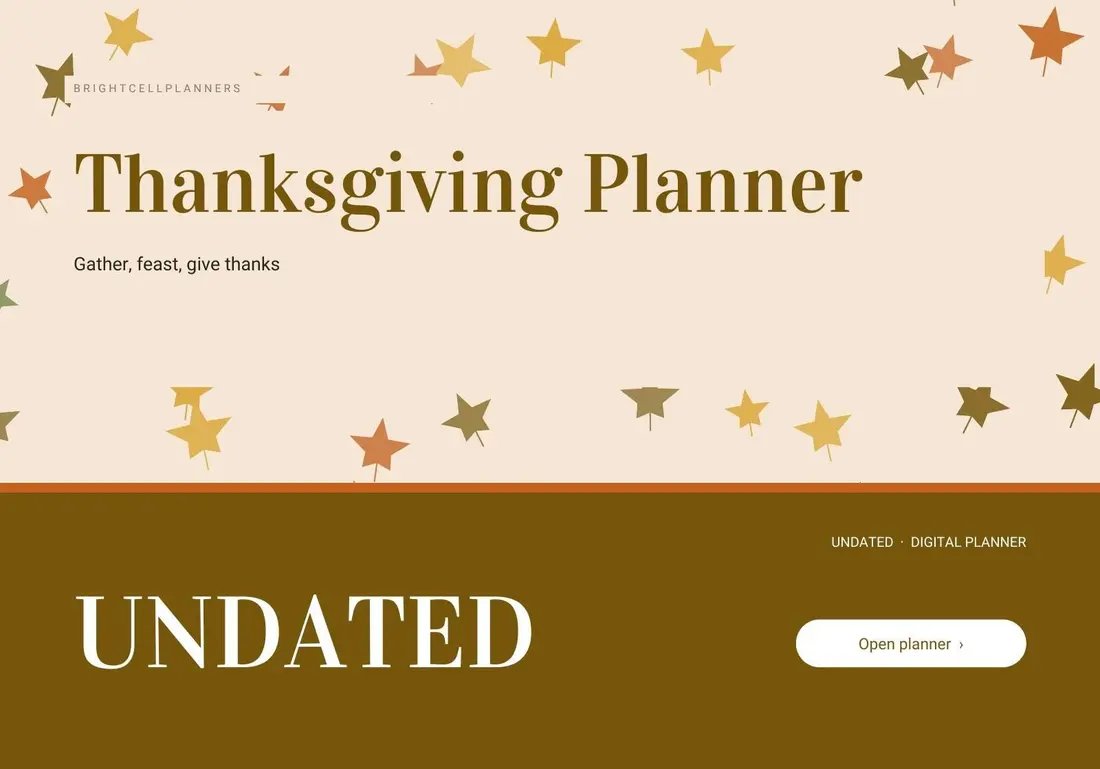 BRIGHTCELLPLANNERS
Thanksgiving Planner
Gather, feast, give thanks
UNDATED · DIGITAL PLANNER
UNDATED
Open planner ›